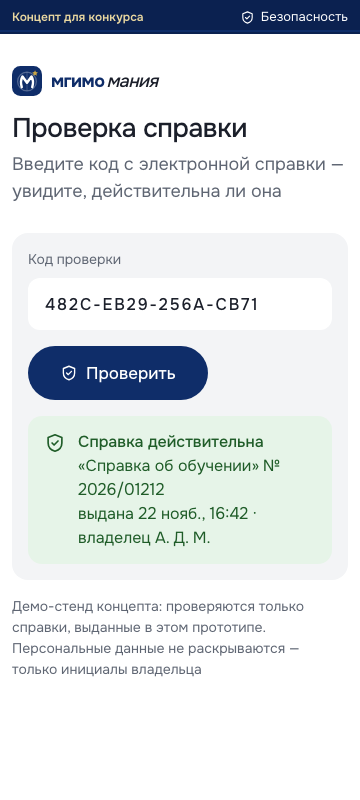 Концепт для конкурса
Безопасность
мгимо мания
Проверка справки
Введите код с электронной справки —
увидите, действительна ли она
Код проверки
482C-EB29-256A-CB71
Проверить
Справка действительна
«Справка об обучении» №
2026/01212
выдана 22 нояб., 16:42 ·
владелец А. Д. М.
Демо-стенд концепта: проверяются только
справки, выданные в этом прототипе.
Персональные данные не раскрываются —
только инициалы владельца